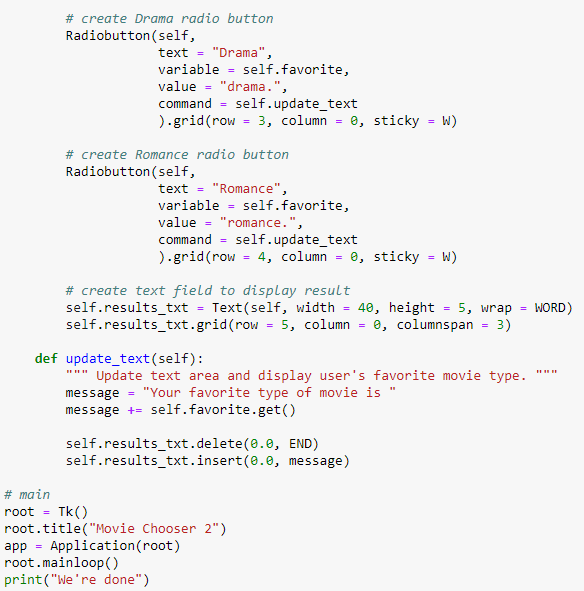 # create Drama radio button
Radiobutton(self,
text = "Drama",
variable = self.favorite,
value = "drama.",
command = self.update_text
).grid(row = 3, column = 0, sticky = W)
# create Romance radio button
Radiobutton(self,
text = "Romance",
variable = self.favorite,
value = "romance.",
command = self.update_text
).grid(row = 4, column = 0, sticky = W)
# create text field to display result
self.results_txt = Text(self, width = 40, height = 5, wrap = WORD)
self.results_txt.grid(row = 5, column = 0, columnspan = 3)
def update_text(self):
""" Update text area and display user's favorite movie type. """
message = "Your favorite type of movie is "
message += self.favorite.get()
self.results_txt.delete(0.0, END)
self.results_txt.insert(0.0, message)
# main
root = Tk()
root.title("Movie Chooser 2")
app = Application(root)
root.mainloop()
print("We're done")